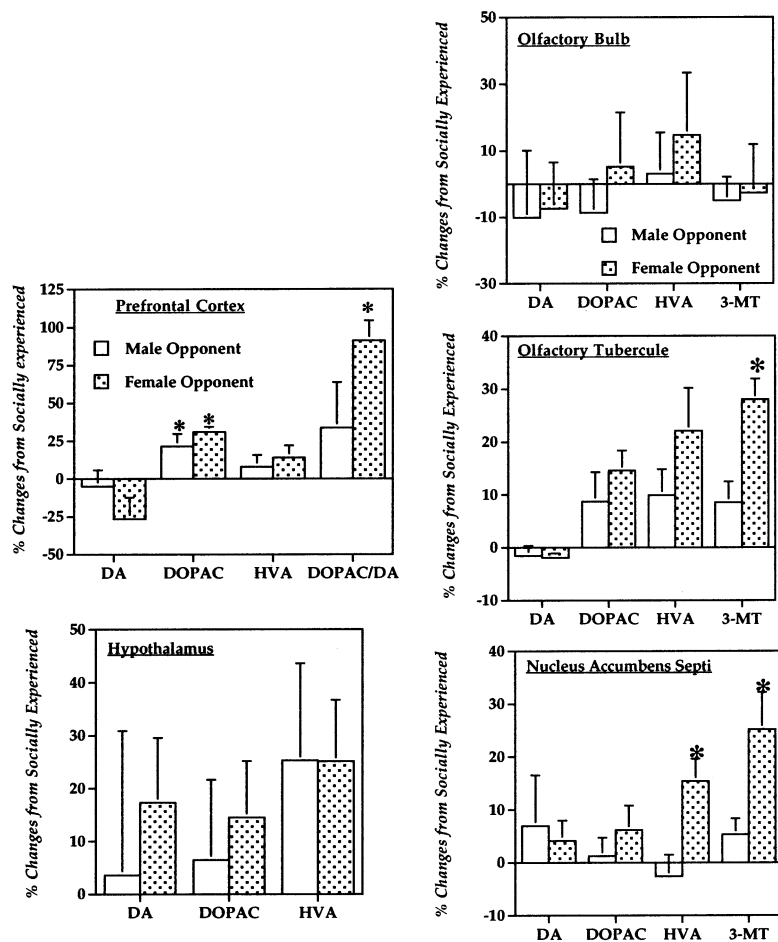 % Changes from Socially Experienced
50
30
10
-10
-30
Olfactory Bulb
Male Opponent
Female Opponent
DA DOPAC HVA 3-MT
% Changes from Socially experienced
125
100
75
50
25
0
-25
-50
Prefrontal Cortex
Male Opponent
Female Opponent
* * *
DA DOPAC HVA DOPAC/DA
% Changes from Socially Experienced
40
30
20
10
0
-10
Olfactory Tubercule
*
DA DOPAC HVA 3-MT
% Changes from Socially Experienced
50
40
30
20
10
0
Hypothalamus
DA DOPAC HVA
% Changes from Socially Experienced
40
30
20
10
0
-10
Nucleus Accumbens Septi
* *
DA DOPAC HVA 3-MT